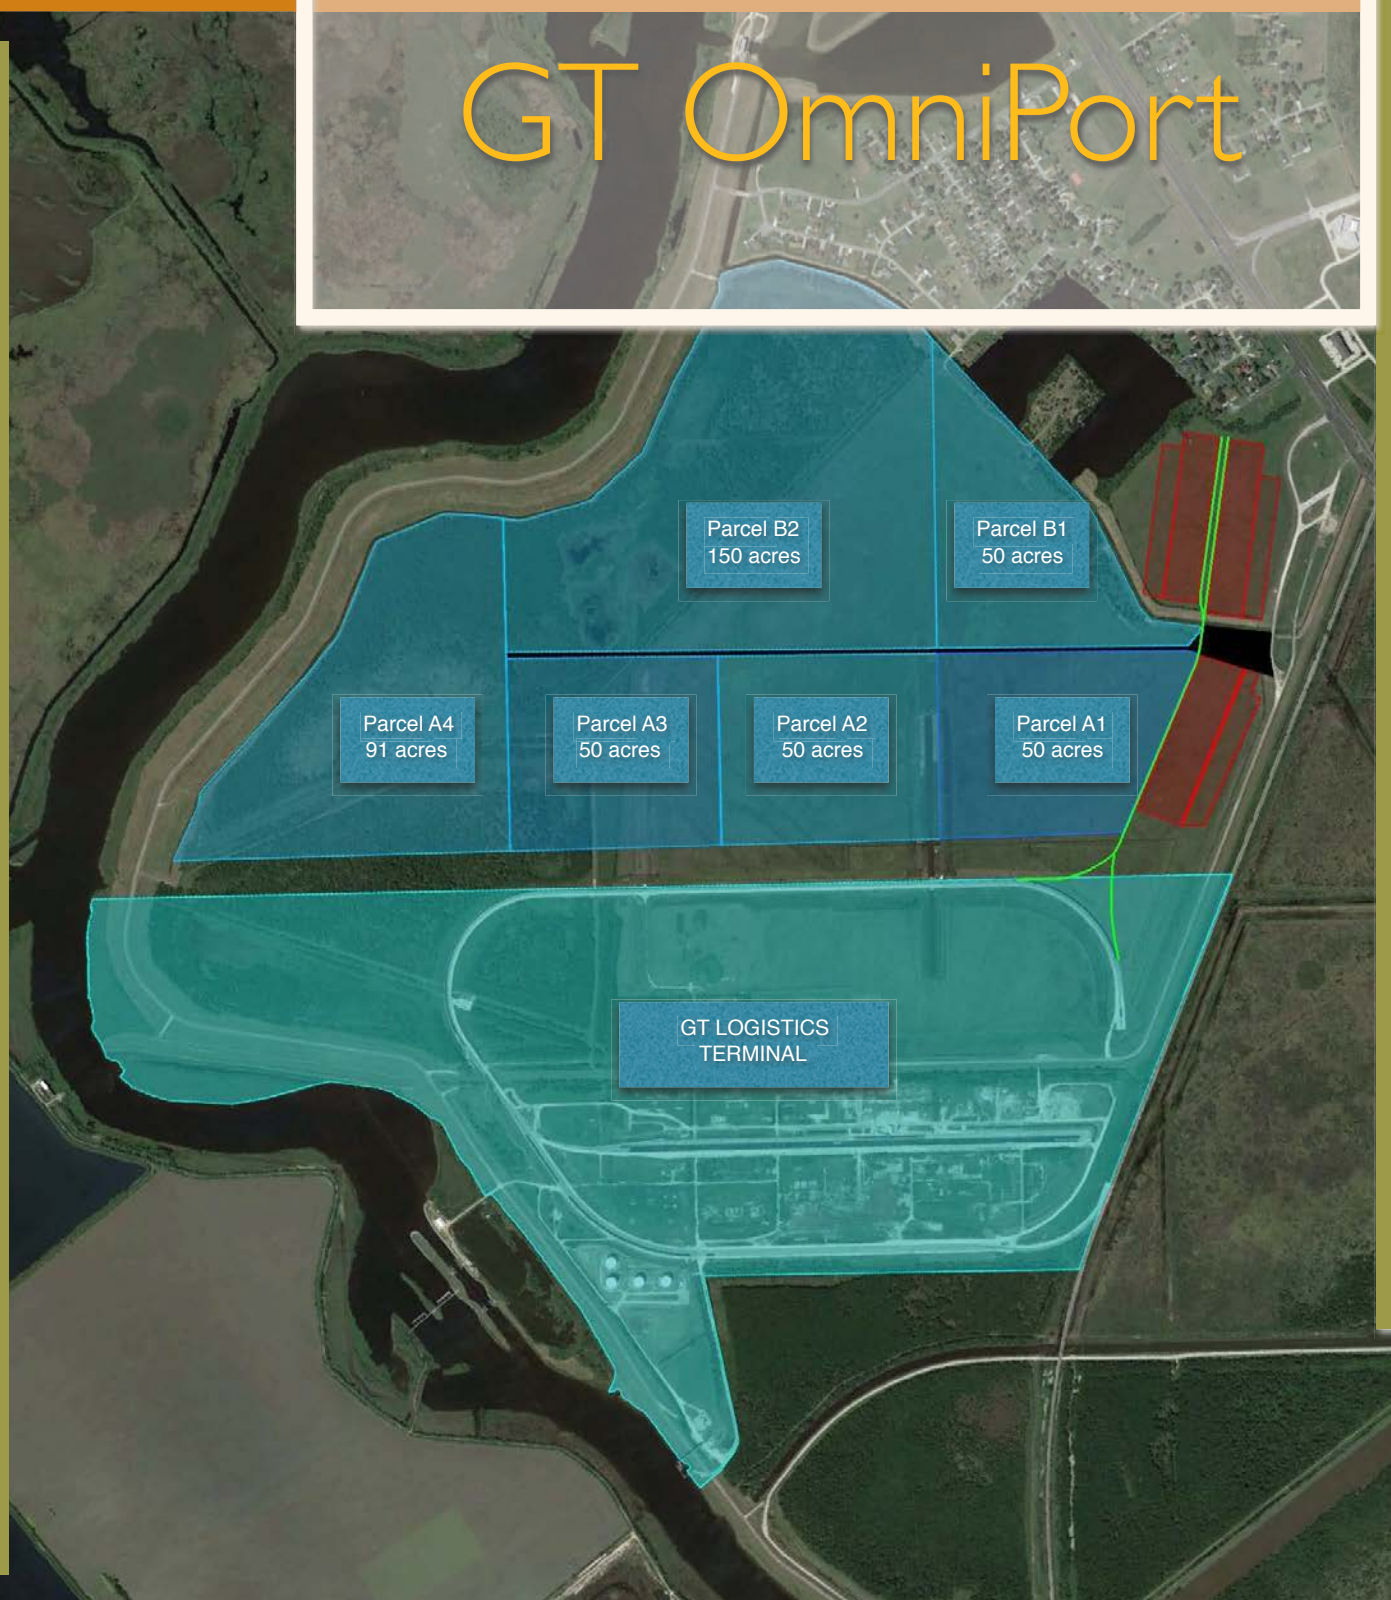 GT OmniPort
Parcel B2
150 acres
Parcel B1
50 acres
Parcel A4
91 acres
Parcel A3
50 acres
Parcel A2
50 acres
Parcel A1
50 acres
GT LOGISTICS
TERMINAL